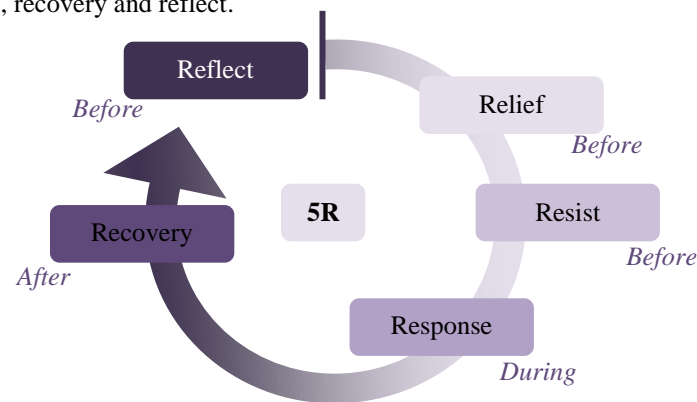 , recovery and reflect.
Reflect
Before
Relief
Before
5R
Resist
Before
Recovery
After
Response
During